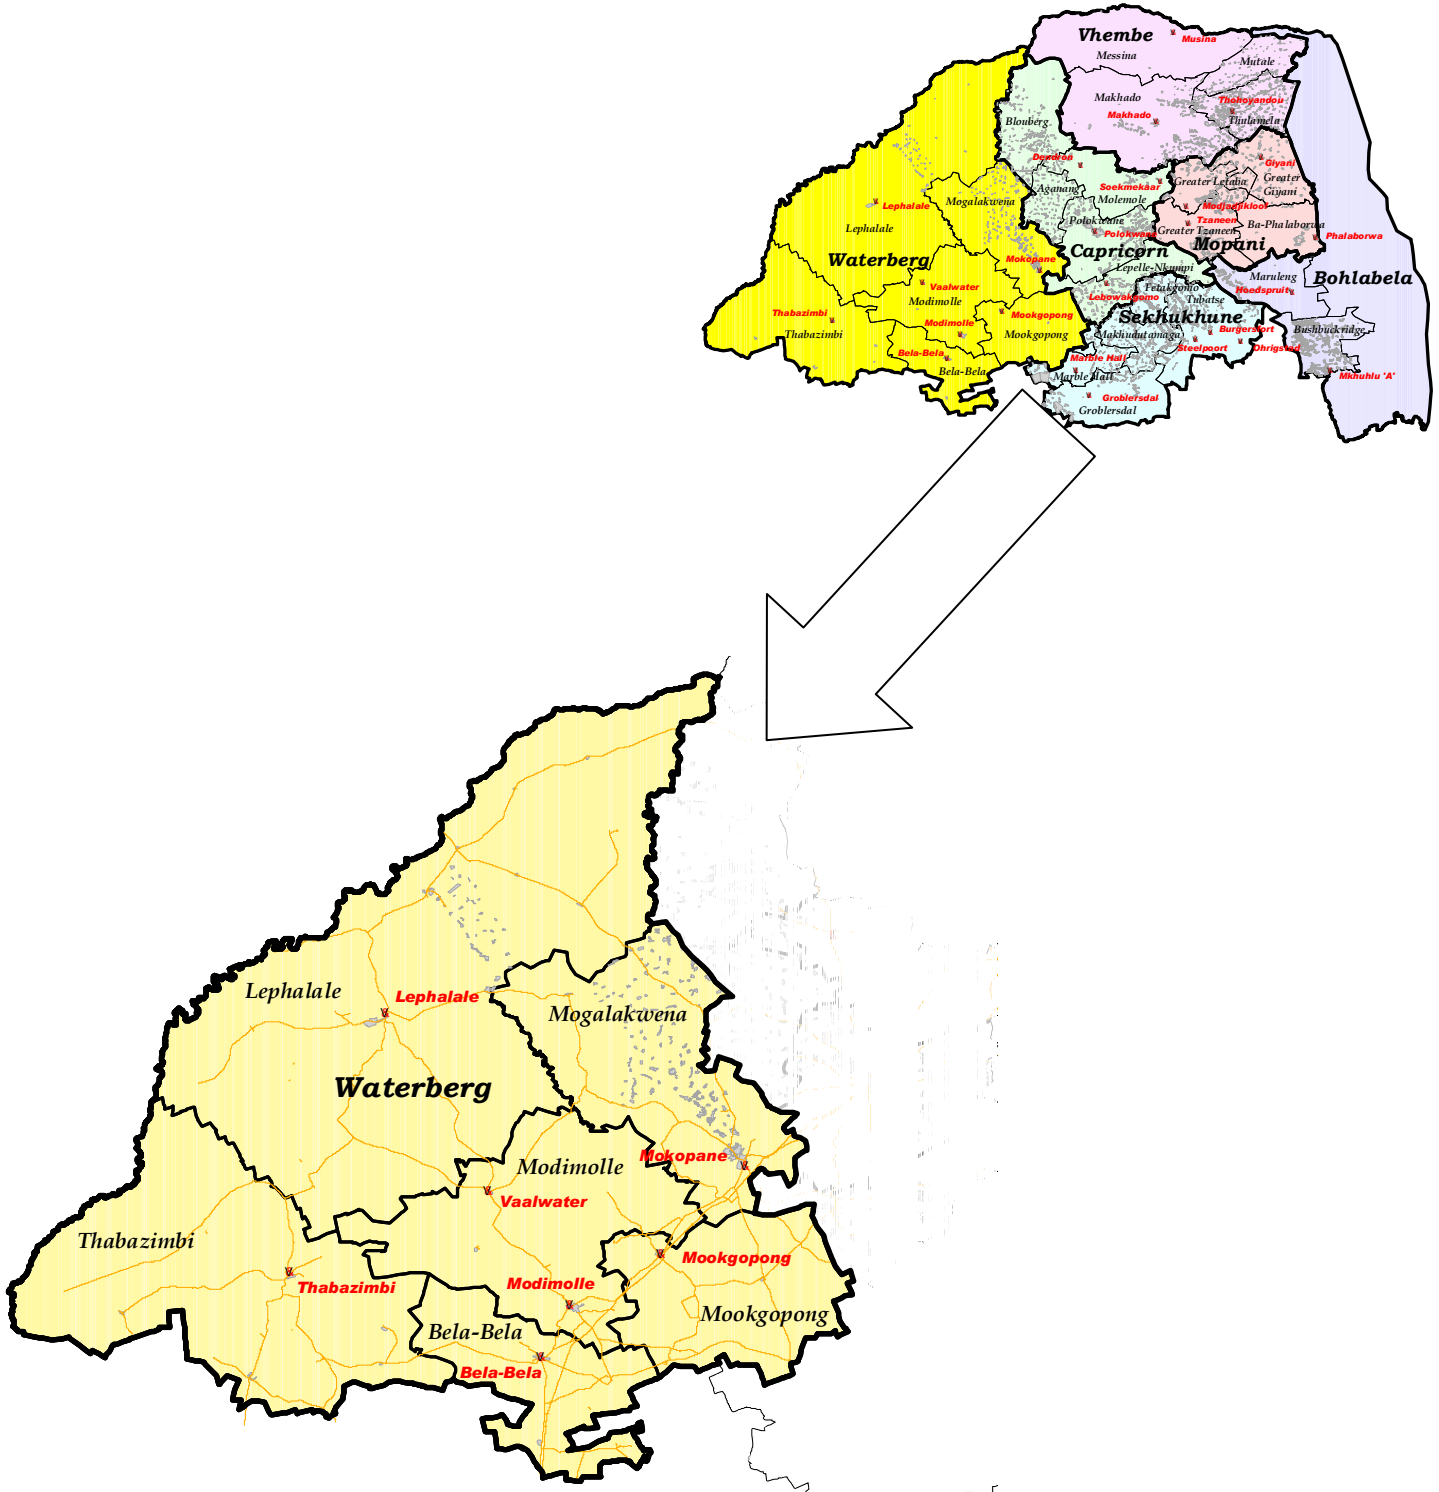 Vhembe
Musina
Messina
Mutale
Makhado
Thohoyandou
Makhado
Thulamela
Blouberg
Dendron
Giyani
Soekmekaar
Greater Letaba
Greater
Giyani
Aganang
Molemole
Mogalakwena
Lephalale
Modjadjikloof
Polokwane
Tzaneen
Ba-Phalaborwa
Lephalale
Polokwane
Greater Tzaneen
Phalaborwa
Mopani
Capricorn
Waterberg
Mokopane
Lepelle-Nkumpi
Maruleng
Bohlabela
Vaalwater
Fetakgomo
Hoedspruit
Modimolle
Lebowakgomo
Tubatse
Thabazimbi
Mookgopong
Sekhukhune
Modimolle
Burgersfort
Bushbuckridge
Thabazimbi
Mookgopong
Makhudutamaga
Steelpoort
Ohrigstad
Bela-Bela
Marble Hall
Bela-Bela
Marble Hall
Mkhuhlu 'A'
Groblersdal
Groblersdal
Lephalale
Lephalale
Mogalakwena
Waterberg
Mokopane
Modimolle
Vaalwater
Thabazimbi
Mookgopong
Modimolle
Thabazimbi
Mookgopong
Bela-Bela
Bela-Bela